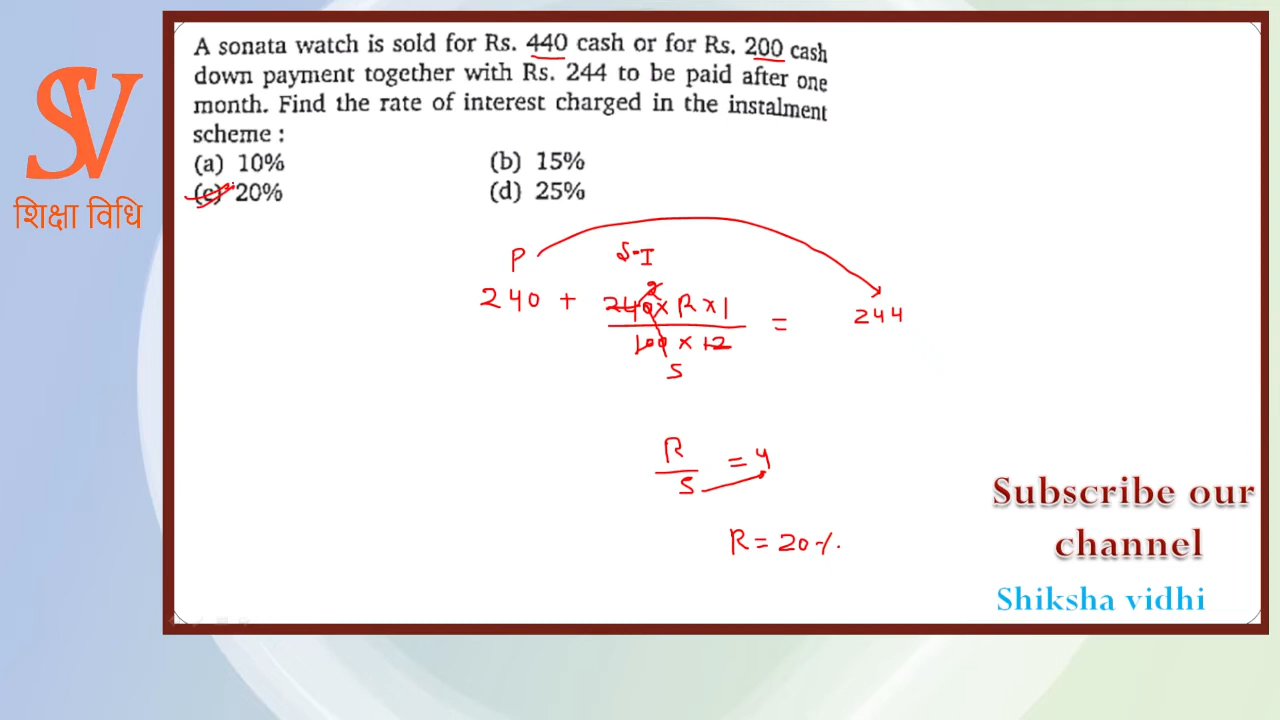 SV
शिक्षा विधि
A sonata watch is sold for Rs. 440 cash or for Rs. 200 cash
down payment together with Rs. 244 to be paid after one
month. Find the rate of interest charged in the instalment
scheme :
(a) 10% (b) 15%
(c) 20% (d) 25%
P S-I
2
240 + 240 × R × 1 = 244
100 × 12
5
R
= 4
5
R = 20%
Subscribe our
channel
Shiksha vidhi